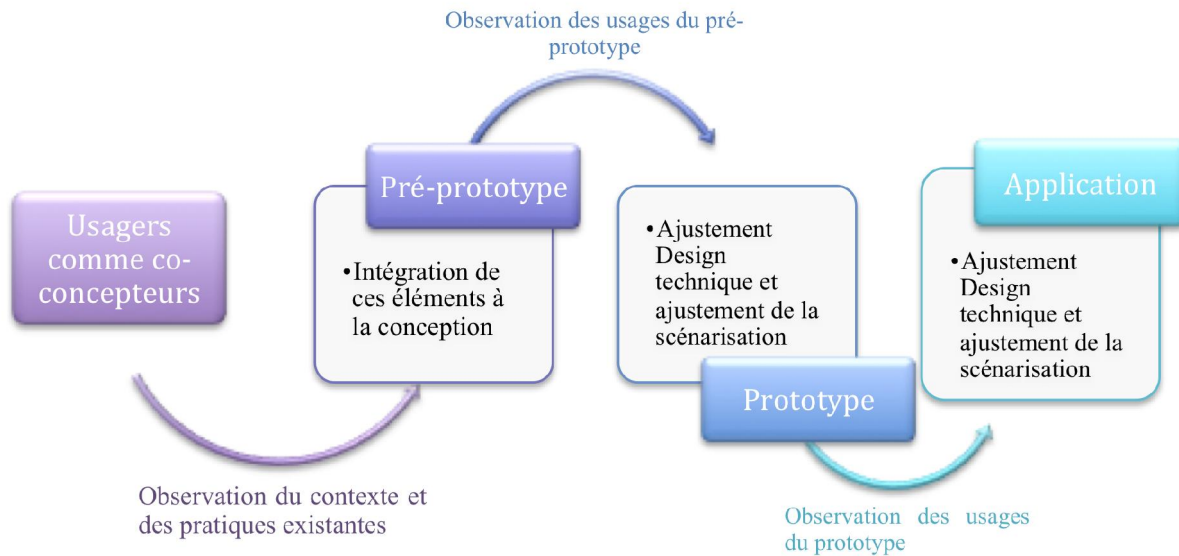 Observation des usages du pré-
prototype
Usagers
comme co-
concepteurs
Observation du contexte et
des pratiques existantes
Pré-prototype
•Intégration de
ces éléments à
la conception
•Ajustement
Design
technique et
ajustement de la
scénarisation
Prototype
Observation des usages
du prototype
Application
•Ajustement
Design
technique et
ajustement de la
scénarisation